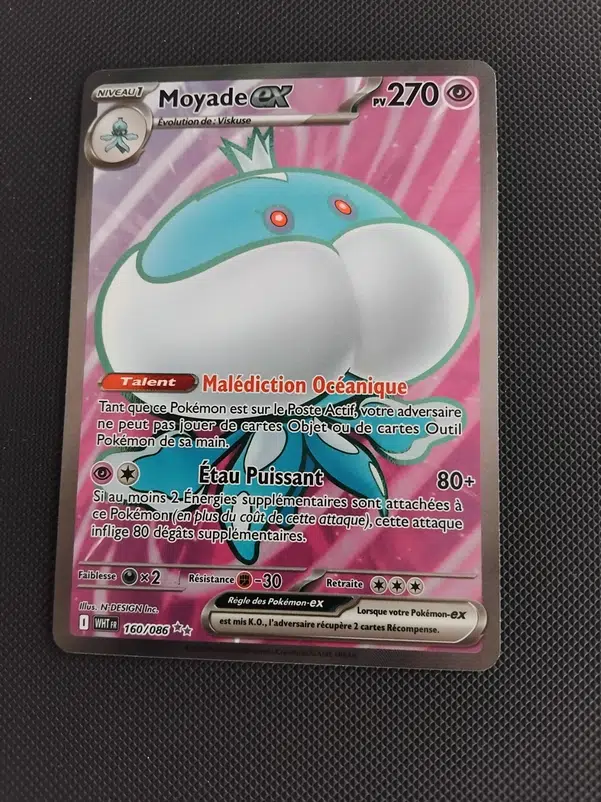 NIVEAU 1
Moyade ex
PV 270
Évolution de : Viskuse
Talent Malédiction Océanique
Tant que ce Pokémon est sur le Poste Actif, votre adversaire
ne peut pas jouer de cartes Objet ou de cartes Outil
Pokémon de sa main.
Étau Puissant 80+
Si au moins 2 Énergies supplémentaires sont attachées à
ce Pokémon (en plus du coût de cette attaque), cette attaque
inflige 80 dégâts supplémentaires.
Faiblesse ×2 Résistance -30 Retraite
Illus. N-DESIGN Inc.
Règle des Pokémon-ex Lorsque votre Pokémon-ex
est mis K.O., l'adversaire récupère 2 cartes Récompense.
I WHT FR 160/086